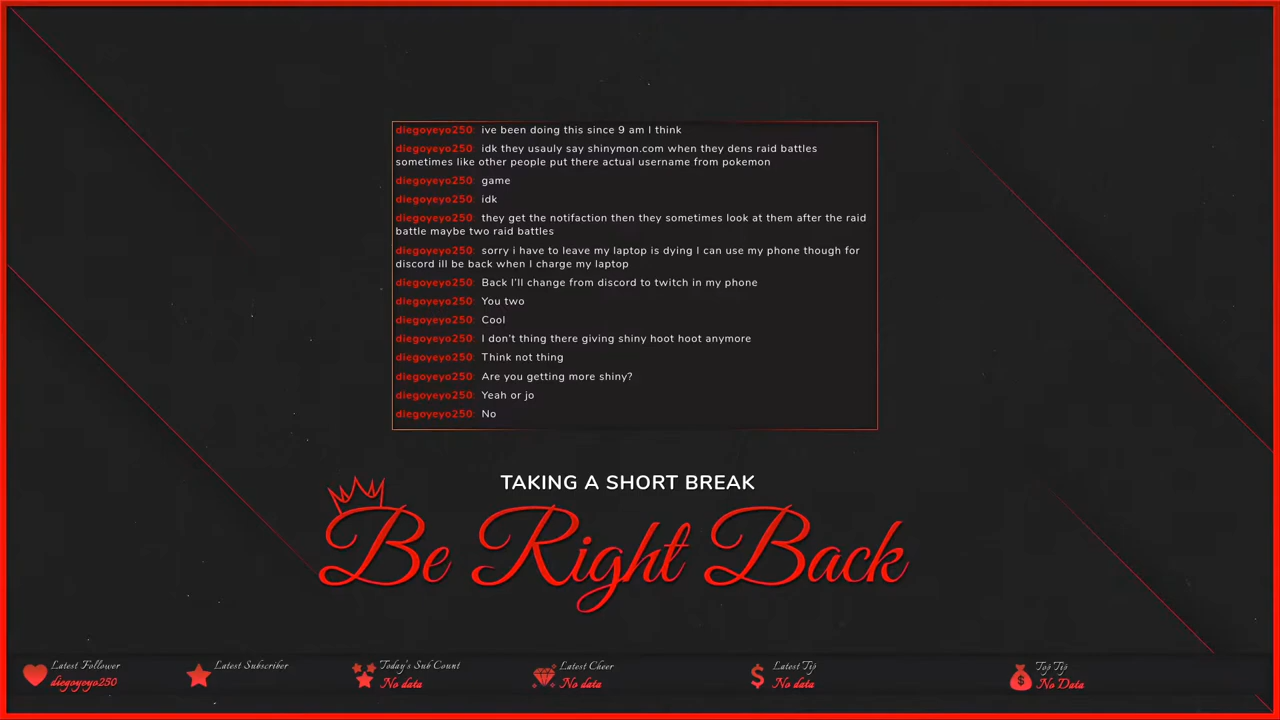 diegoyeyo250: ive been doing this since 9 am I think
diegoyeyo250: idk they usauly say shinymon.com when they dens raid battles
sometimes like other people put there actual username from pokemon
diegoyeyo250: game
diegoyeyo250: idk
diegoyeyo250: they get the notifaction then they sometimes look at them after the raid
battle maybe two raid battles
diegoyeyo250: sorry i have to leave my laptop is dying I can use my phone though for
discord ill be back when I charge my laptop
diegoyeyo250: Back I'll change from discord to twitch in my phone
diegoyeyo250: You two
diegoyeyo250: Cool
diegoyeyo250: I don't thing there giving shiny hoot hoot anymore
diegoyeyo250: Think not thing
diegoyeyo250: Are you getting more shiny?
diegoyeyo250: Yeah or jo
diegoyeyo250: No
TAKING A SHORT BREAK
Be Right Back
Latest Follower
diegoyeyo250
Latest Subscriber
Today's Sub Count
No data
Latest Cheer
No data
Latest Tip
No data
Top Tip
No Data